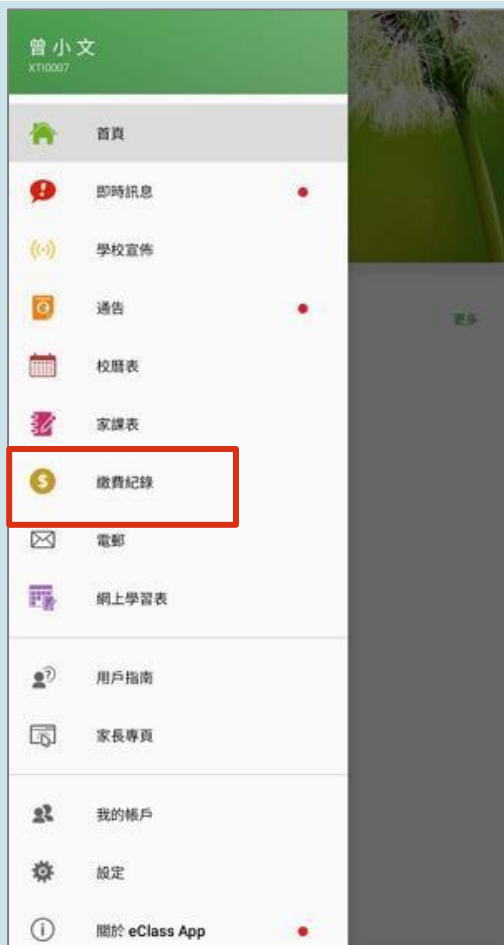 曾小文
XTI0007
首頁
即時訊息
學校宣佈
通告
更多
校曆表
家課表
$
繳費紀錄
電郵
網上學習表
用戶指南
家長專頁
我的帳戶
設定
關於 eClass App